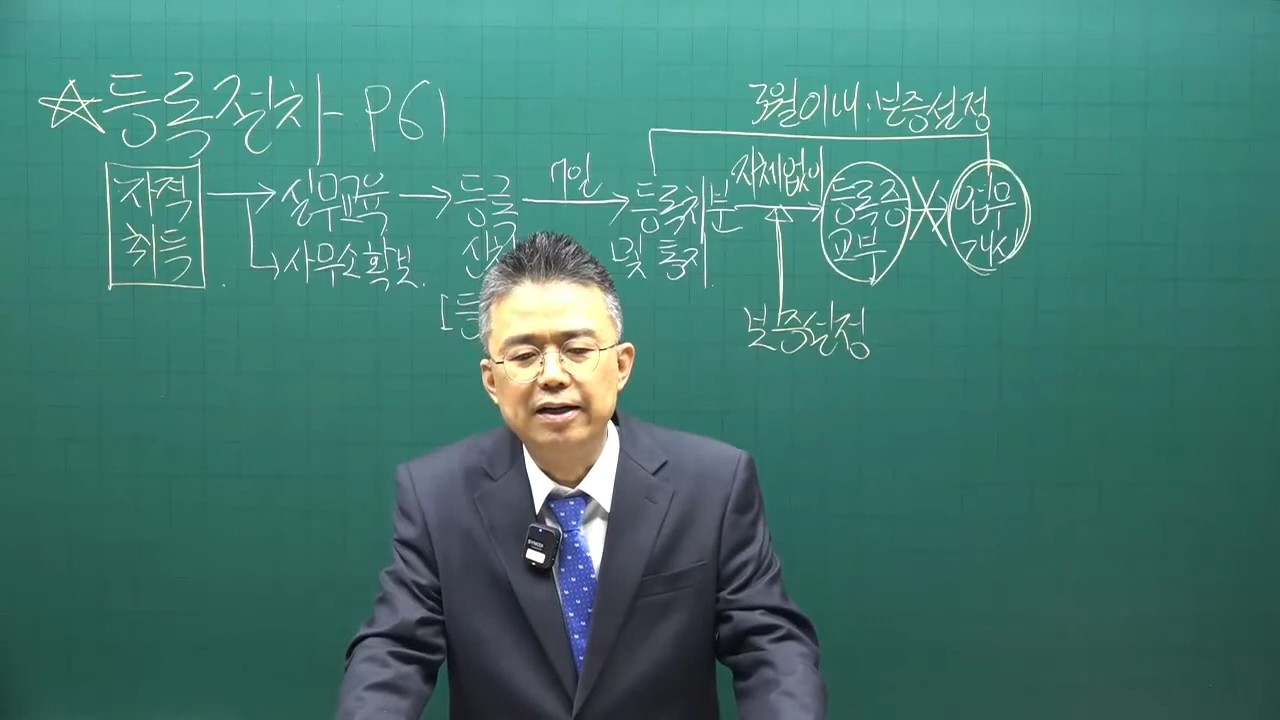 ☆등록절차 P61
3월이내:보증설정
자격
취득
실무교육
사무소확보
등록
신청
7일
등록처분
및 통지
지체없이
등록증
교부
업무
개시
[등
보증설정